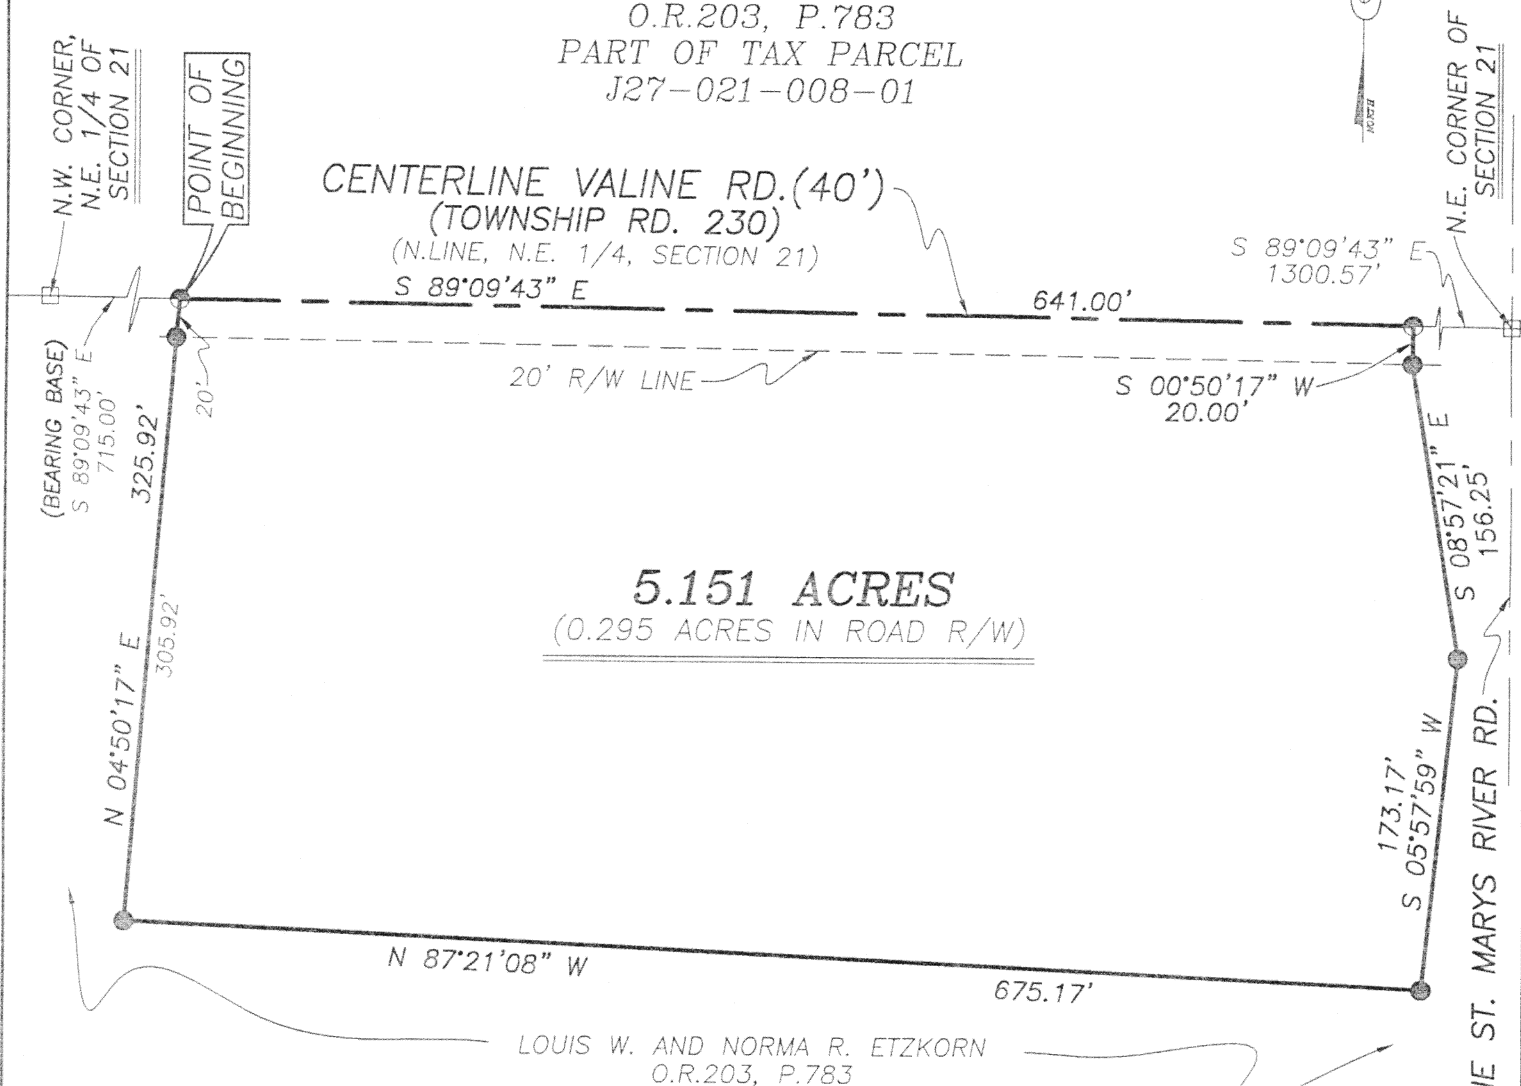 O.R.203, P.783
PART OF TAX PARCEL
J27-021-008-01
N.W. CORNER,
N.E. 1/4 OF
SECTION 21
POINT OF
BEGINNING
NORTH
N.E. CORNER OF
SECTION 21
CENTERLINE VALINE RD.(40')
(TOWNSHIP RD. 230)
(N.LINE, N.E. 1/4, SECTION 21)
S 89°09'43" E
641.00'
S 89°09'43" E
1300.57'
(BEARING BASE)
S 89°09'43" E
715.00'
20'
20' R/W LINE
S 00°50'17" W
20.00'
325.92'
N 04°50'17" E
305.92'
S 08°57'21" E
156.25'
5.151 ACRES
(0.295 ACRES IN ROAD R/W)
173.17'
S 05°57'59" W
ST. MARYS RIVER RD.
N 87°21'08" W
675.17'
LOUIS W. AND NORMA R. ETZKORN
O.R.203, P.783